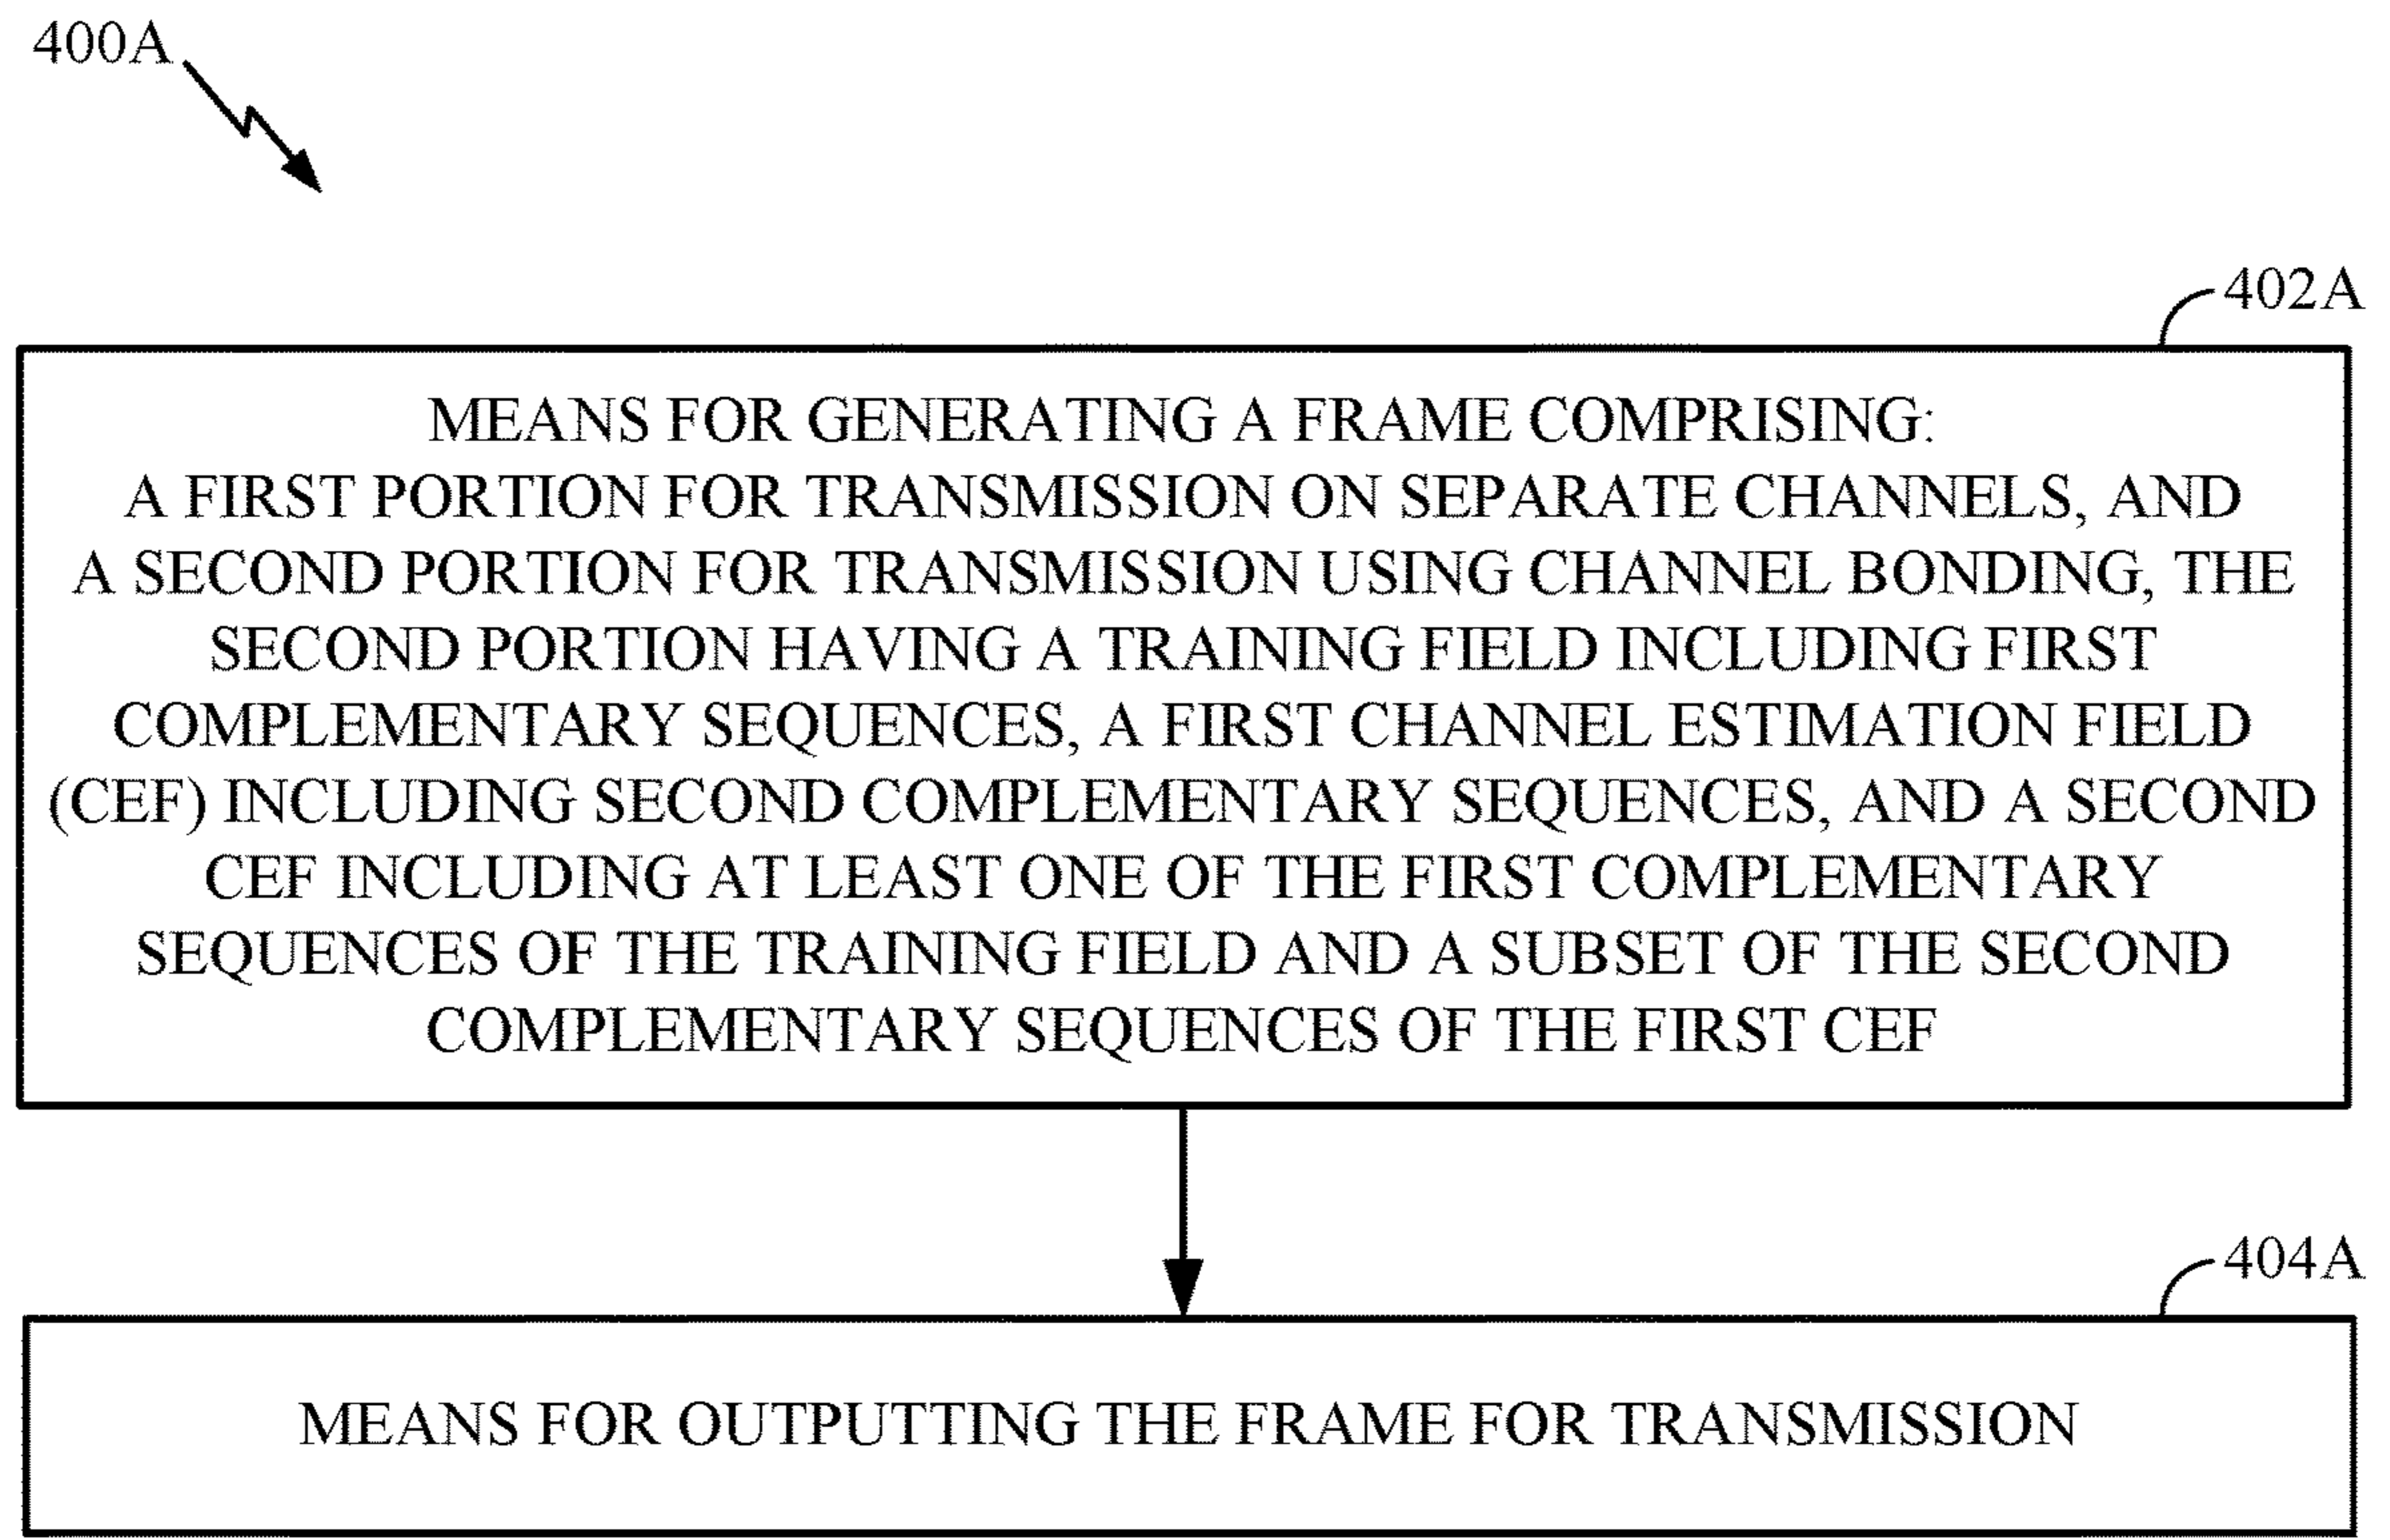 400A
402A
MEANS FOR GENERATING A FRAME COMPRISING:
A FIRST PORTION FOR TRANSMISSION ON SEPARATE CHANNELS, AND
A SECOND PORTION FOR TRANSMISSION USING CHANNEL BONDING, THE
SECOND PORTION HAVING A TRAINING FIELD INCLUDING FIRST
COMPLEMENTARY SEQUENCES, A FIRST CHANNEL ESTIMATION FIELD
(CEF) INCLUDING SECOND COMPLEMENTARY SEQUENCES, AND A SECOND
CEF INCLUDING AT LEAST ONE OF THE FIRST COMPLEMENTARY
SEQUENCES OF THE TRAINING FIELD AND A SUBSET OF THE SECOND
COMPLEMENTARY SEQUENCES OF THE FIRST CEF
404A
MEANS FOR OUTPUTTING THE FRAME FOR TRANSMISSION